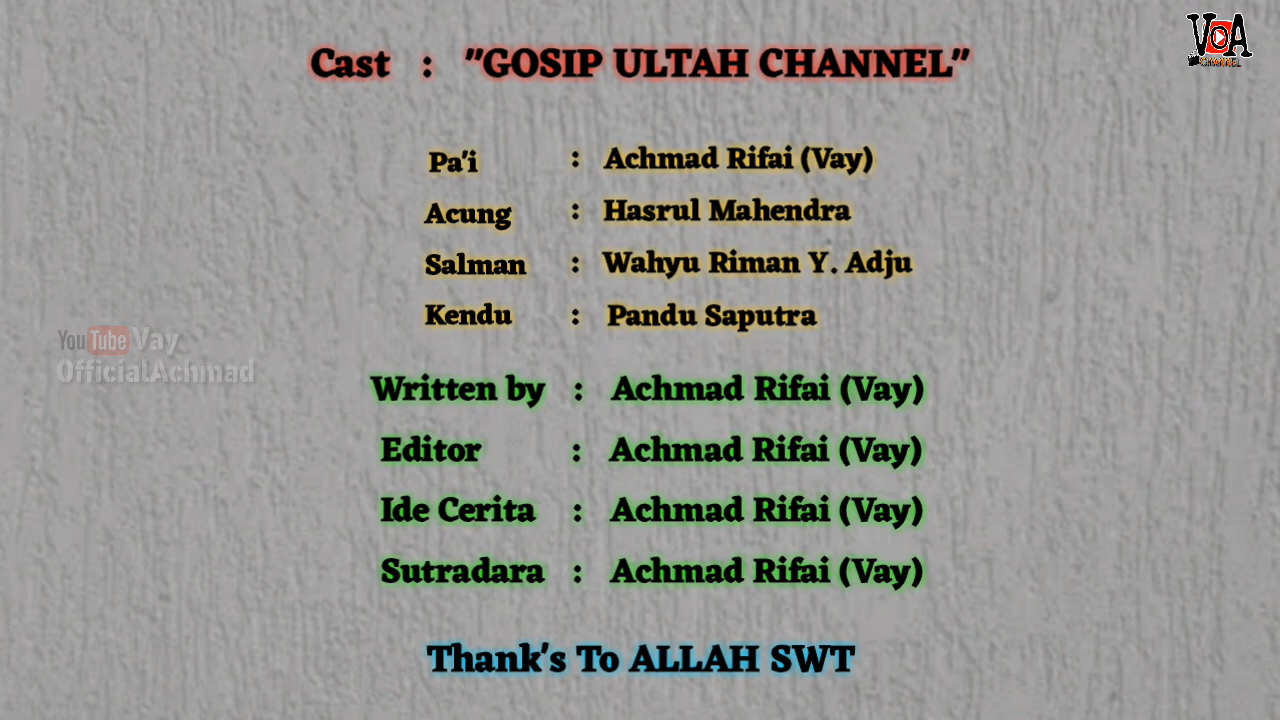 VOA
CHANNEL
Cast : "GOSIP ULTAH CHANNEL"
Pa'i : Achmad Rifai (Vay)
Acung : Hasrul Mahendra
Salman : Wahyu Riman Y. Adju
Kendu : Pandu Saputra
YouTube Vay
OfficialAchmad
Written by : Achmad Rifai (Vay)
Editor : Achmad Rifai (Vay)
Ide Cerita : Achmad Rifai (Vay)
Sutradara : Achmad Rifai (Vay)
Thank's To ALLAH SWT